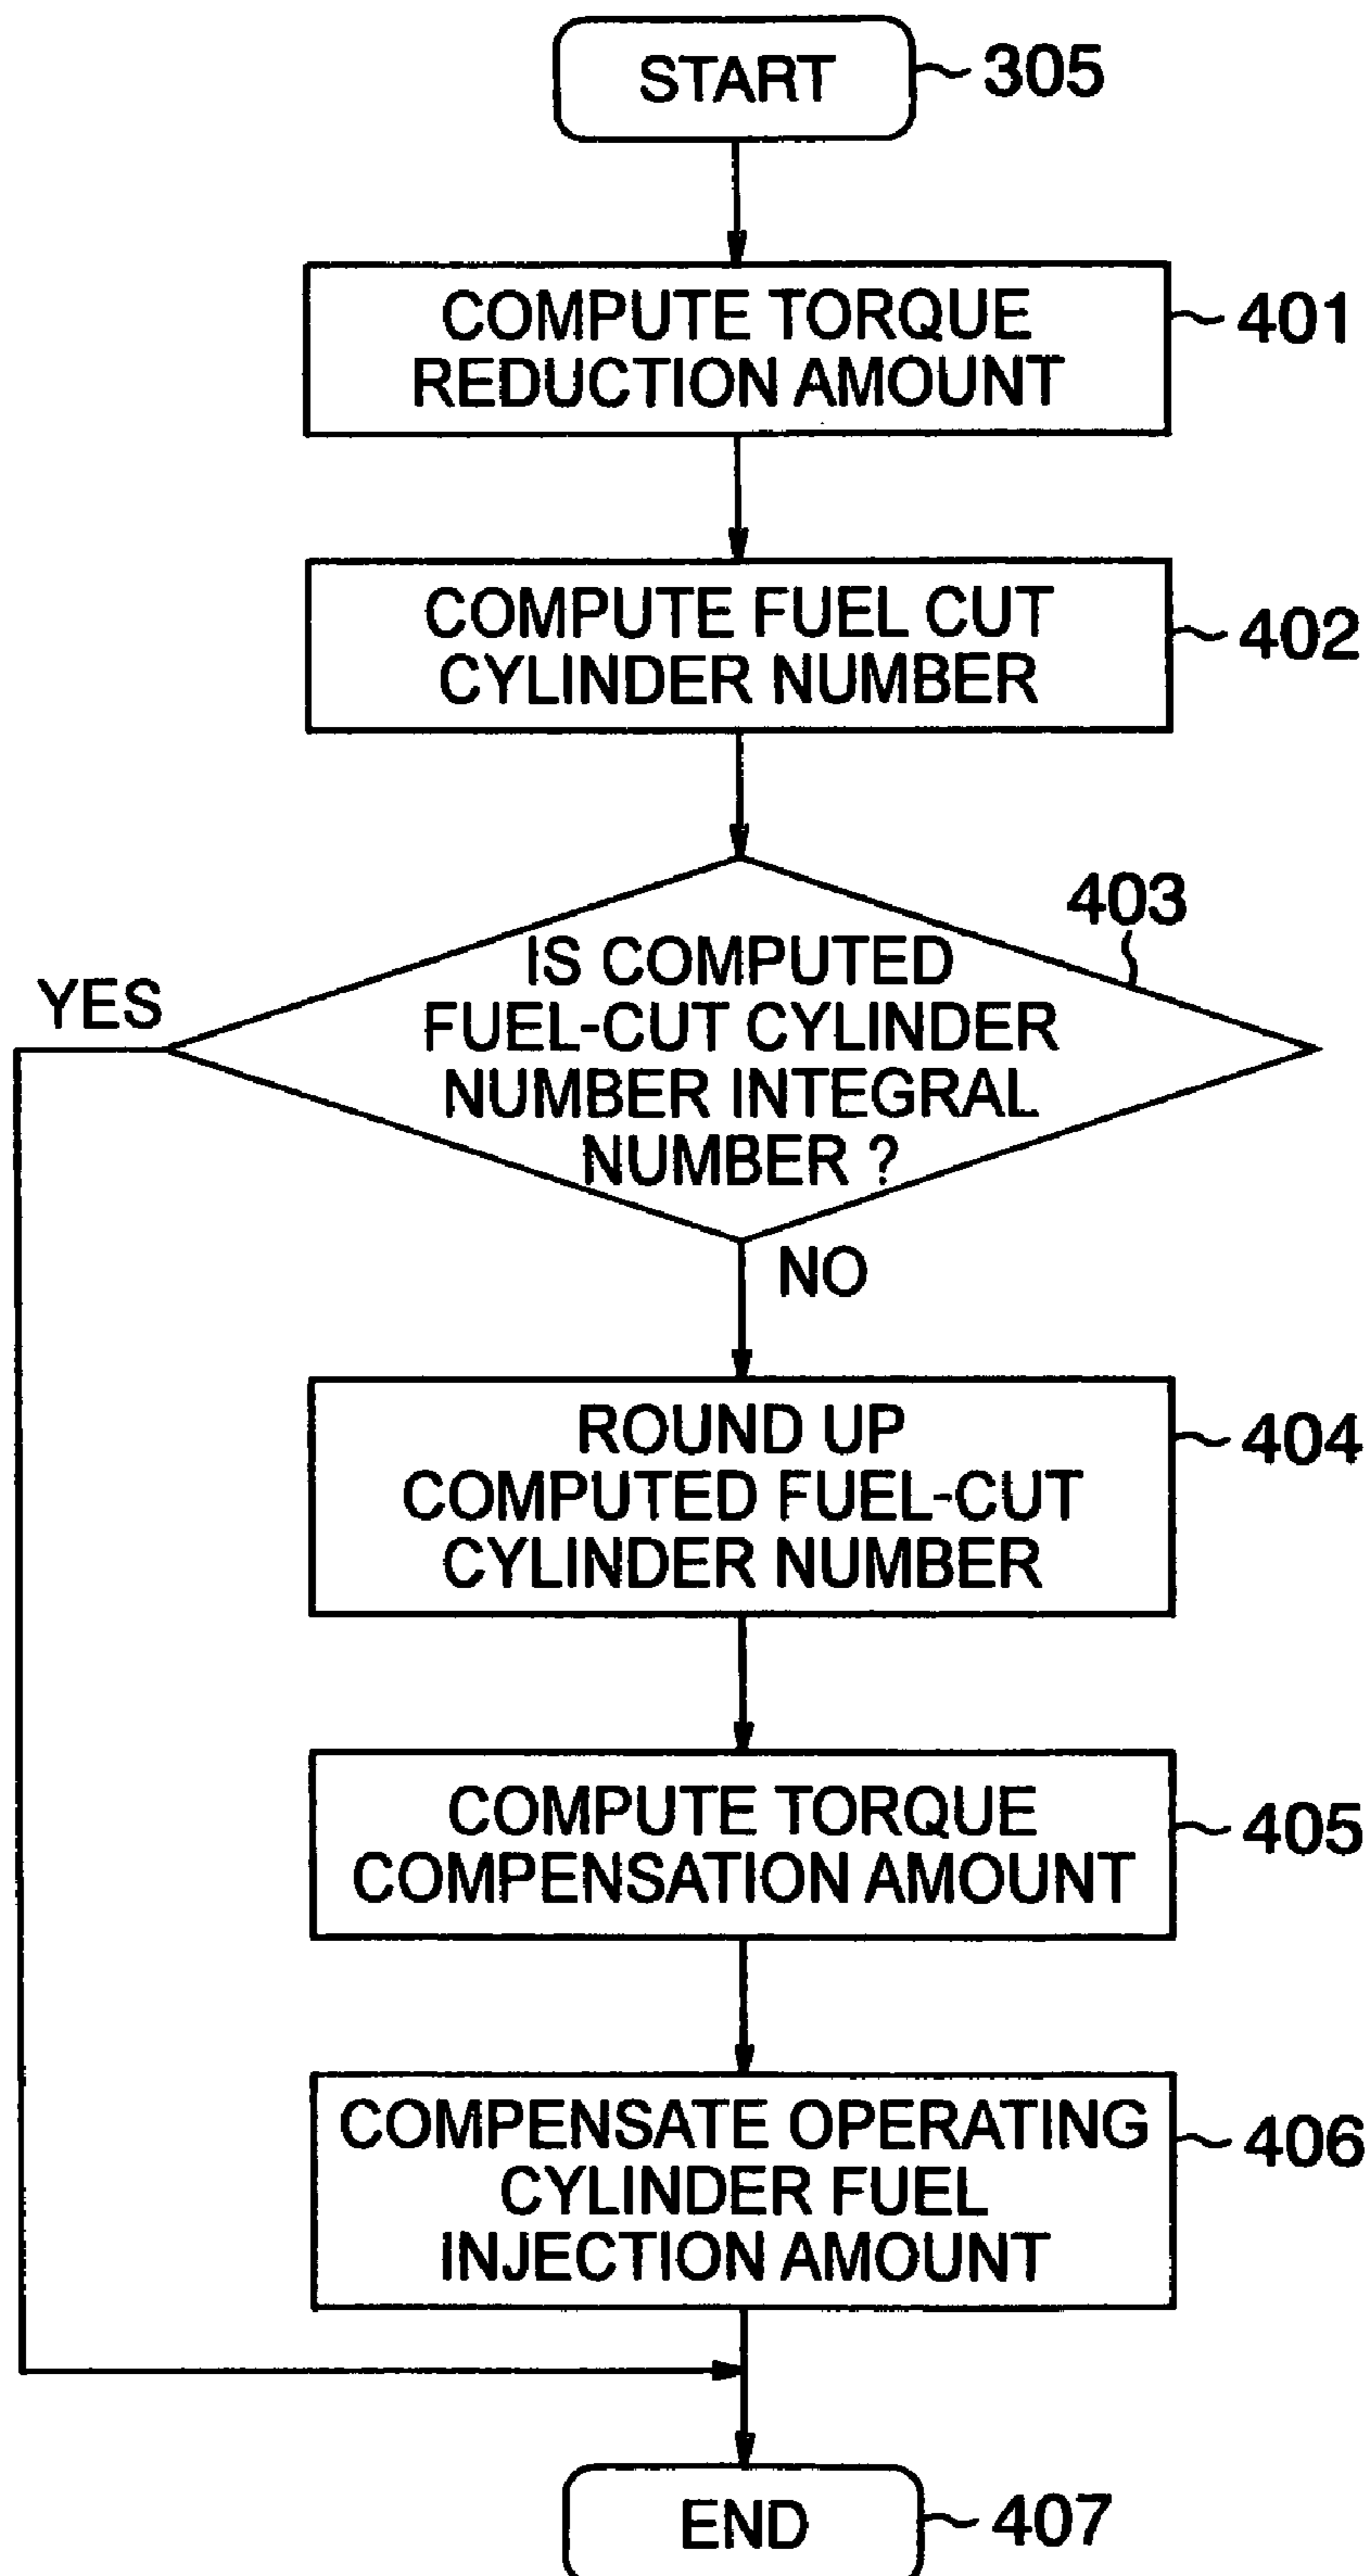 START
305
COMPUTE TORQUE
REDUCTION AMOUNT
401
COMPUTE FUEL CUT
CYLINDER NUMBER
402
403
IS COMPUTED
FUEL-CUT CYLINDER
NUMBER INTEGRAL
NUMBER ?
YES
NO
ROUND UP
COMPUTED FUEL-CUT
CYLINDER NUMBER
404
COMPUTE TORQUE
COMPENSATION AMOUNT
405
COMPENSATE OPERATING
CYLINDER FUEL
INJECTION AMOUNT
406
END
407